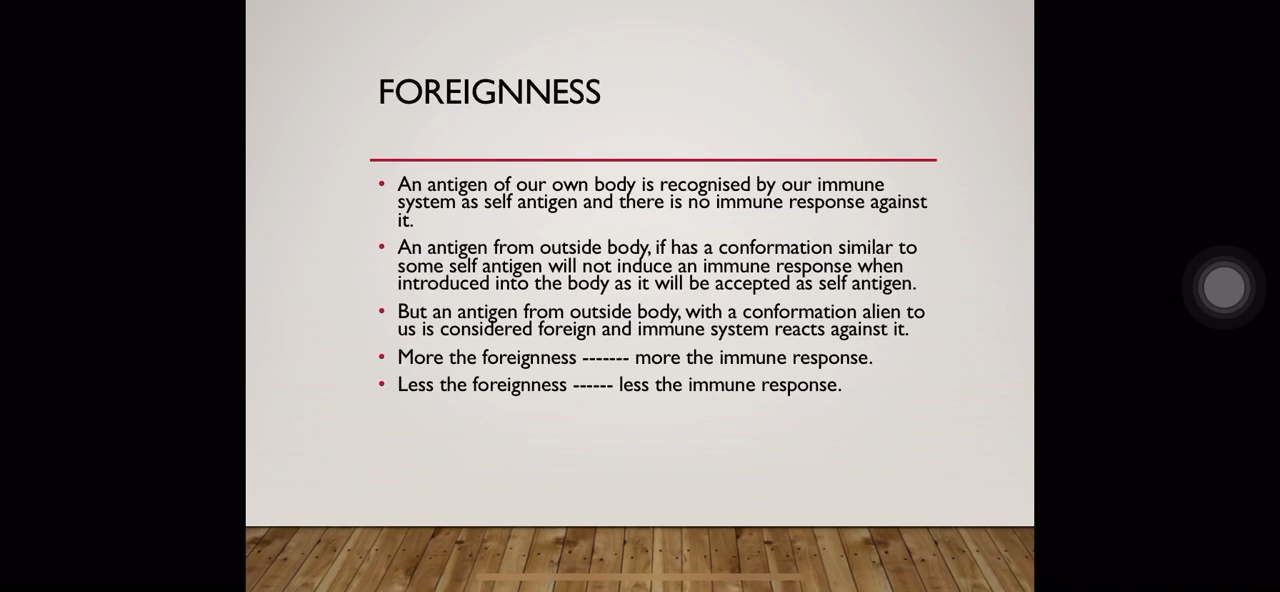 FOREIGNNESS
• An antigen of our own body is recognised by our immune
system as self antigen and there is no immune response against
it.
• An antigen from outside body, if has a conformation similar to
some self antigen will not induce an immune response when
introduced into the body as it will be accepted as self antigen.
• But an antigen from outside body, with a conformation alien to
us is considered foreign and immune system reacts against it.
• More the foreignness ------- more the immune response.
• Less the foreignness ------ less the immune response.